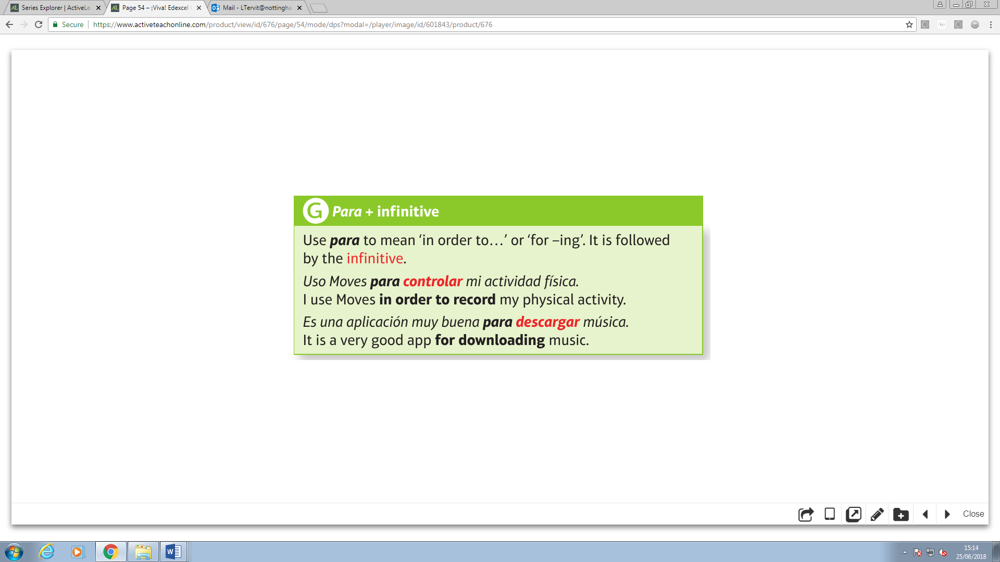 Series Explorer | ActiveLea
Page 54 – ¡Viva! Edexcel G
Mail - LTervit@nottingha
Secure
https://www.activeteachonline.com/product/view/id/676/page/54/mode/dps?modal=/player/image/id/601843/product/676
G Para + infinitive
Use para to mean ‘in order to…’ or ‘for –ing’. It is followed
by the infinitive.
Uso Moves para controlar mi actividad física.
I use Moves in order to record my physical activity.
Es una aplicación muy buena para descargar música.
It is a very good app for downloading music.
Close
15:14
25/06/2018